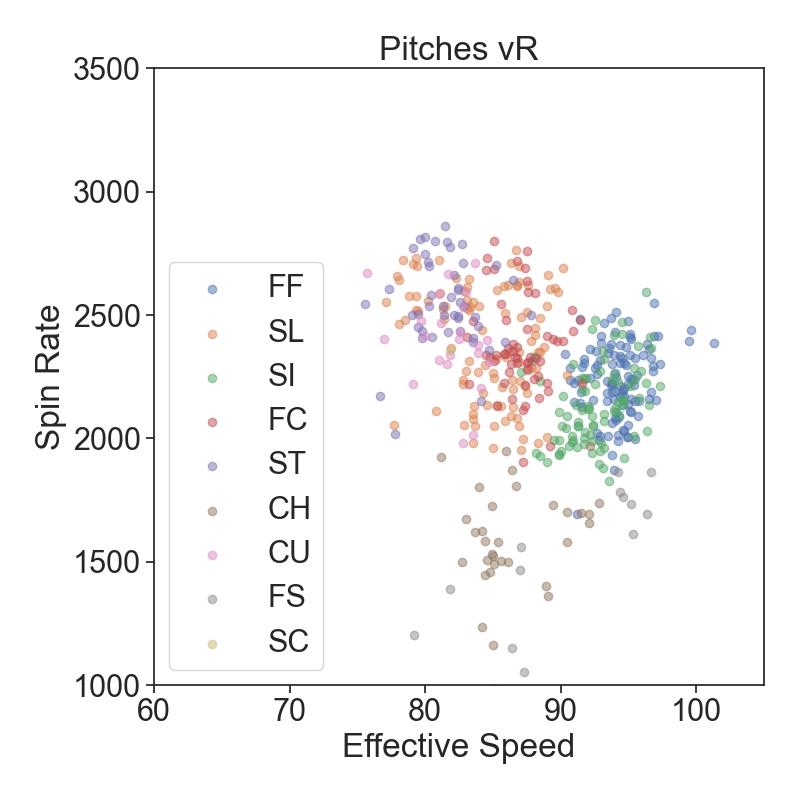 Pitches vR
3500
3000
2500
2000
1500
1000
Spin Rate
FF
SL
SI
FC
ST
CH
CU
FS
SC
60 70 80 90 100
Effective Speed